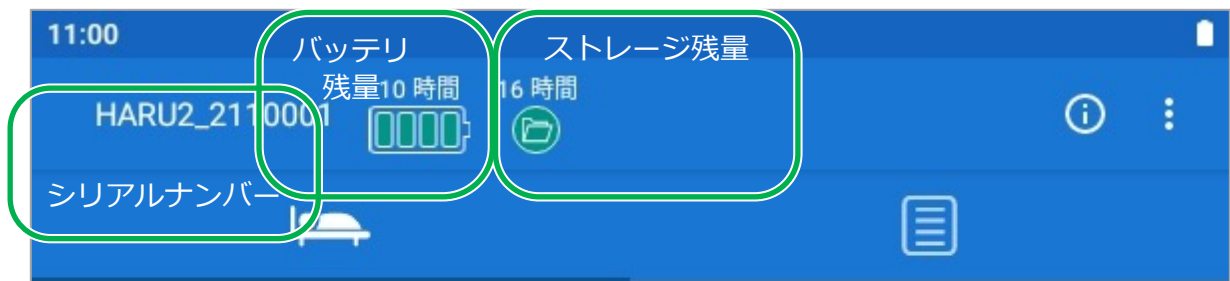 11:00
バッテリ
残量
ストレージ残量
10 時間
16 時間
HARU2_2110001
シリアルナンバー